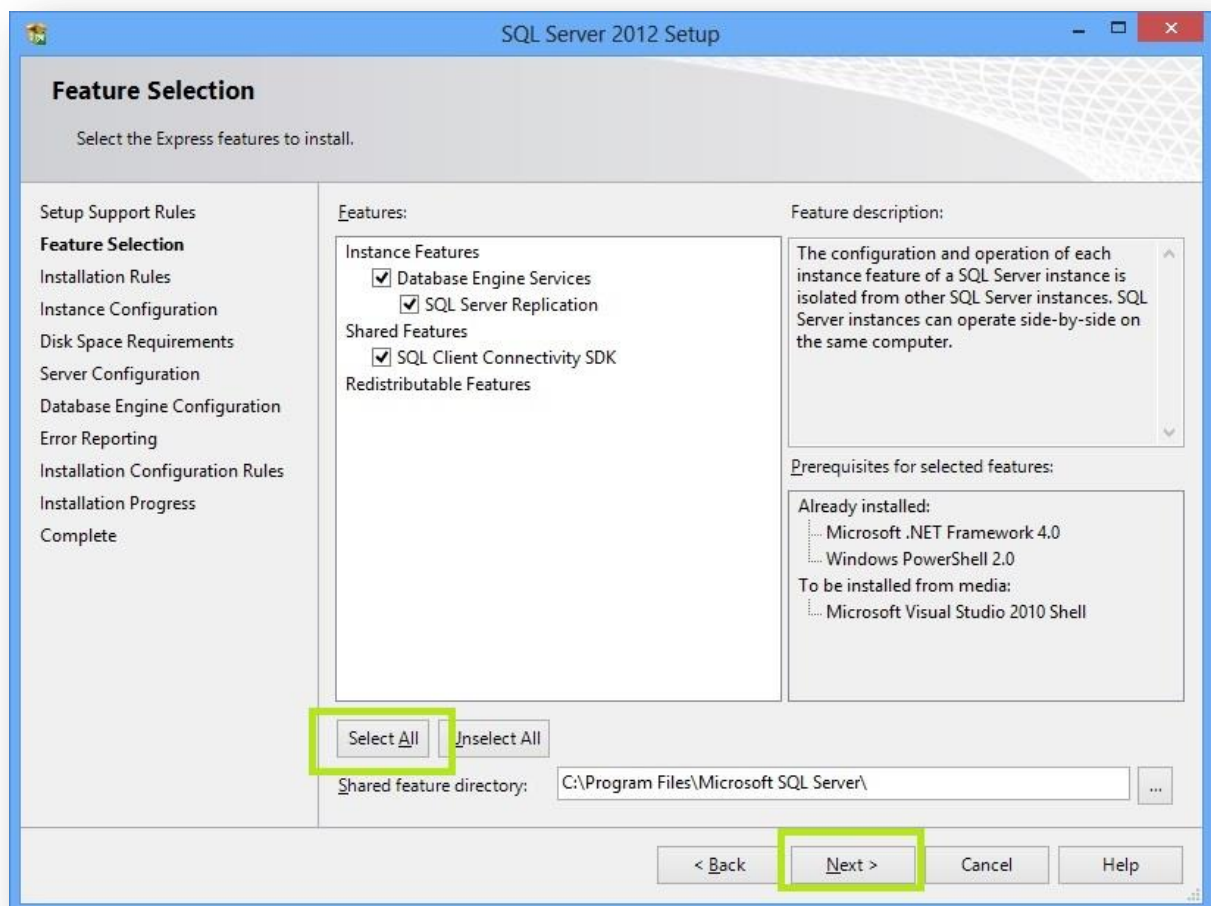 SQL Server 2012 Setup
Feature Selection
Select the Express features to install.
Setup Support Rules
Feature Selection
Installation Rules
Instance Configuration
Disk Space Requirements
Server Configuration
Database Engine Configuration
Error Reporting
Installation Configuration Rules
Installation Progress
Complete
Features:
Instance Features
Database Engine Services
SQL Server Replication
Shared Features
SQL Client Connectivity SDK
Redistributable Features
Feature description:
The configuration and operation of each
instance feature of a SQL Server instance is
isolated from other SQL Server instances. SQL
Server instances can operate side-by-side on
the same computer.
Prerequisites for selected features:
Already installed:
Microsoft .NET Framework 4.0
Windows PowerShell 2.0
To be installed from media:
Microsoft Visual Studio 2010 Shell
Select All
Unselect All
Shared feature directory:
C:\Program Files\Microsoft SQL Server\
...
< Back
Next >
Cancel
Help